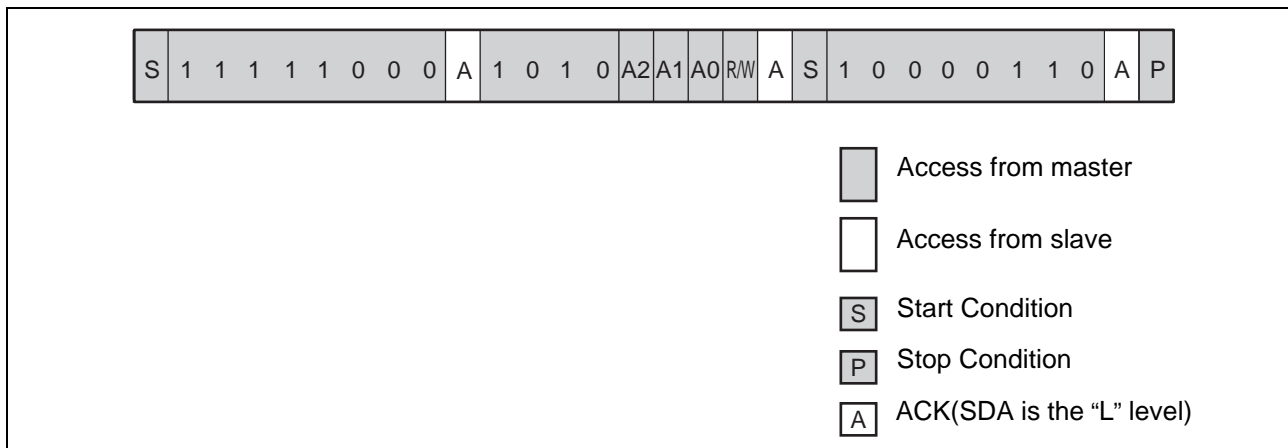 S 1 1 1 1 1 0 0 0 A 1 0 1 0 A2 A1 A0 R/W A S 1 0 0 0 0 1 1 0 A P
Access from master
Access from slave
S Start Condition
P Stop Condition
A ACK(SDA is the “L” level)